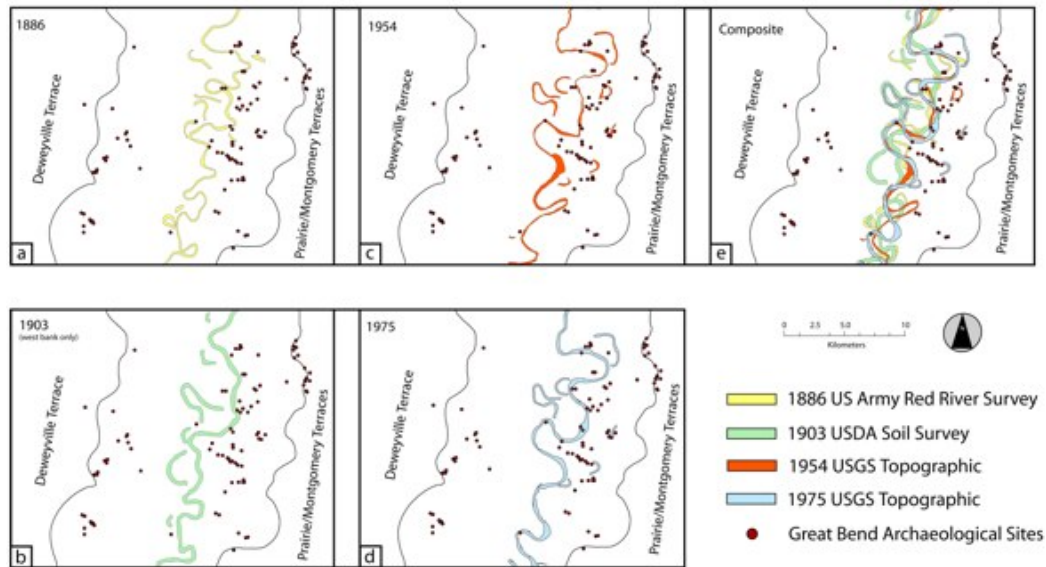 1886
Deweyville Terrace
Prairie/Montgomery Terraces
a
1954
Deweyville Terrace
Prairie/Montgomery Terraces
c
Composite
Deweyville Terrace
Prairie/Montgomery Terraces
e
1903
(west bank only)
Deweyville Terrace
Prairie/Montgomery Terraces
b
1975
Deweyville Terrace
Prairie/Montgomery Terraces
d
0 2.5 5.0 10
Kilometers
1886 US Army Red River Survey
1903 USDA Soil Survey
1954 USGS Topographic
1975 USGS Topographic
Great Bend Archaeological Sites